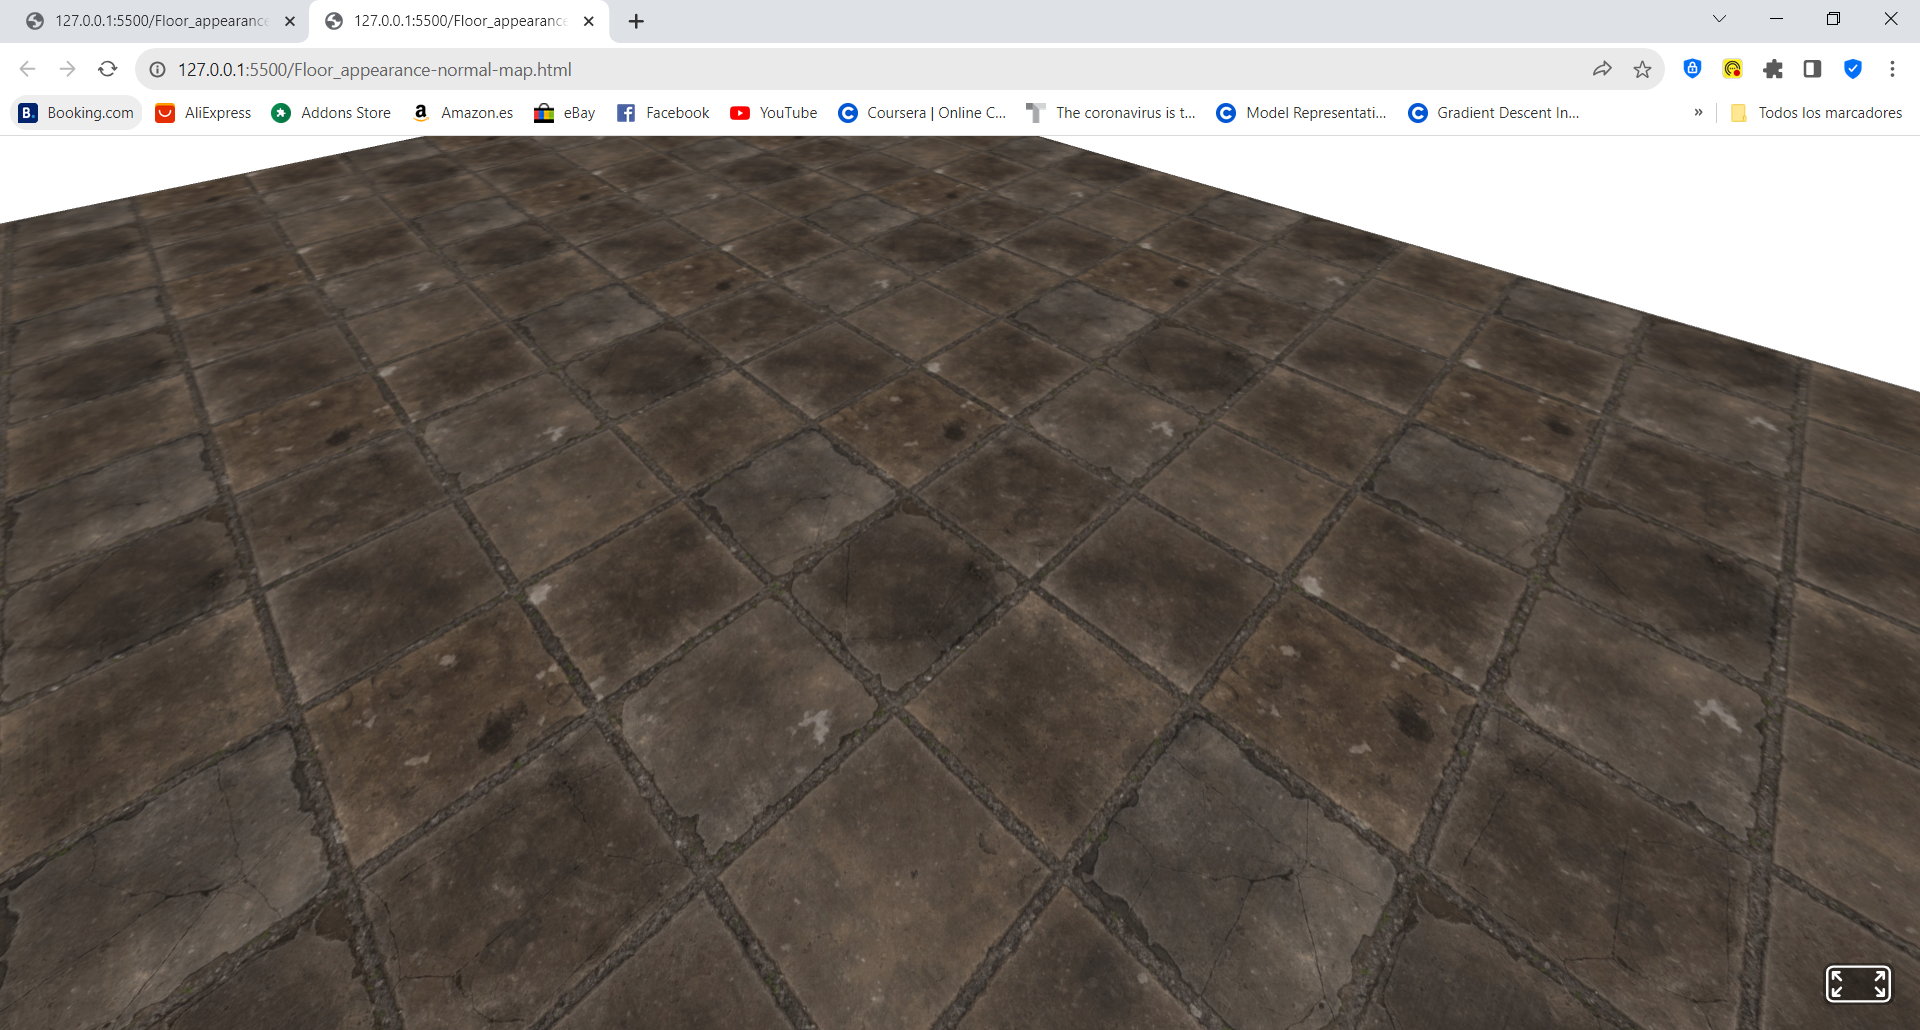 127.0.0.1:5500/Floor_appearance
127.0.0.1:5500/Floor_appearance
127.0.0.1:5500/Floor_appearance-normal-map.html
B. Booking.com
AliExpress
Addons Store
a Amazon.es
eBay
f Facebook
YouTube
C Coursera | Online C...
T The coronavirus is t...
C Model Representati...
C Gradient Descent In...
»
Todos los marcadores